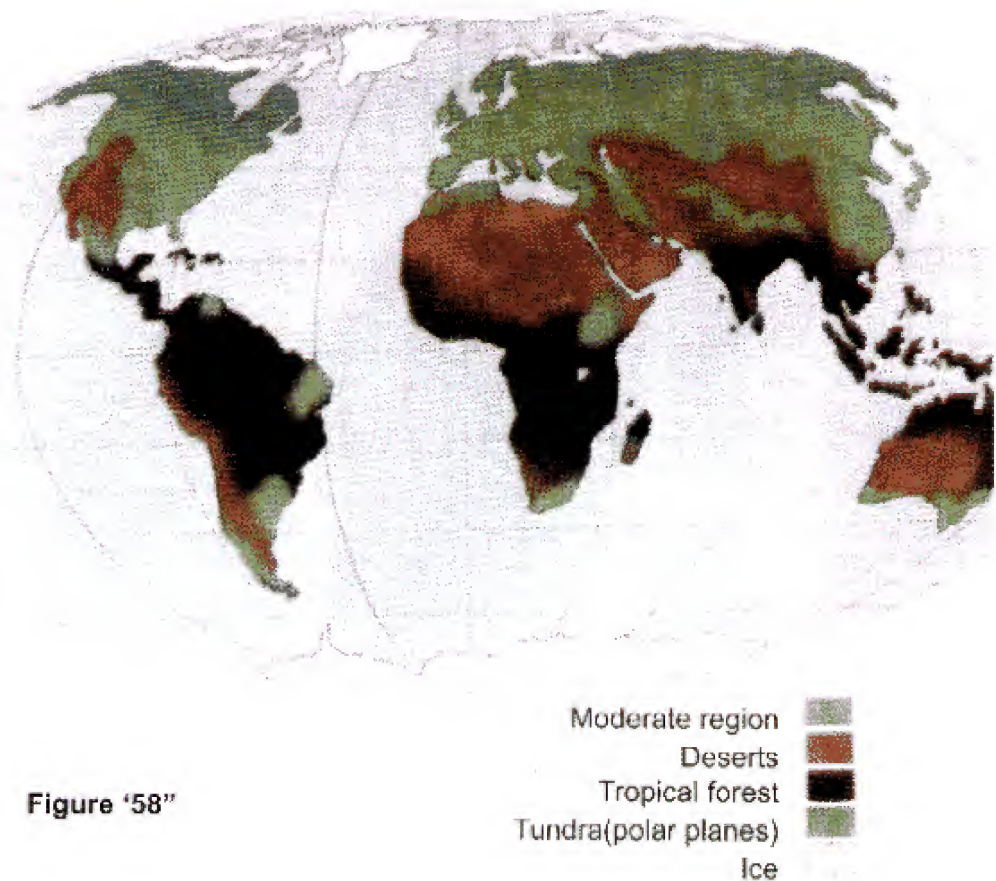 Moderate region
Deserts
Tropical forest
Tundra(polar planes)
Ice
Figure ‘58”